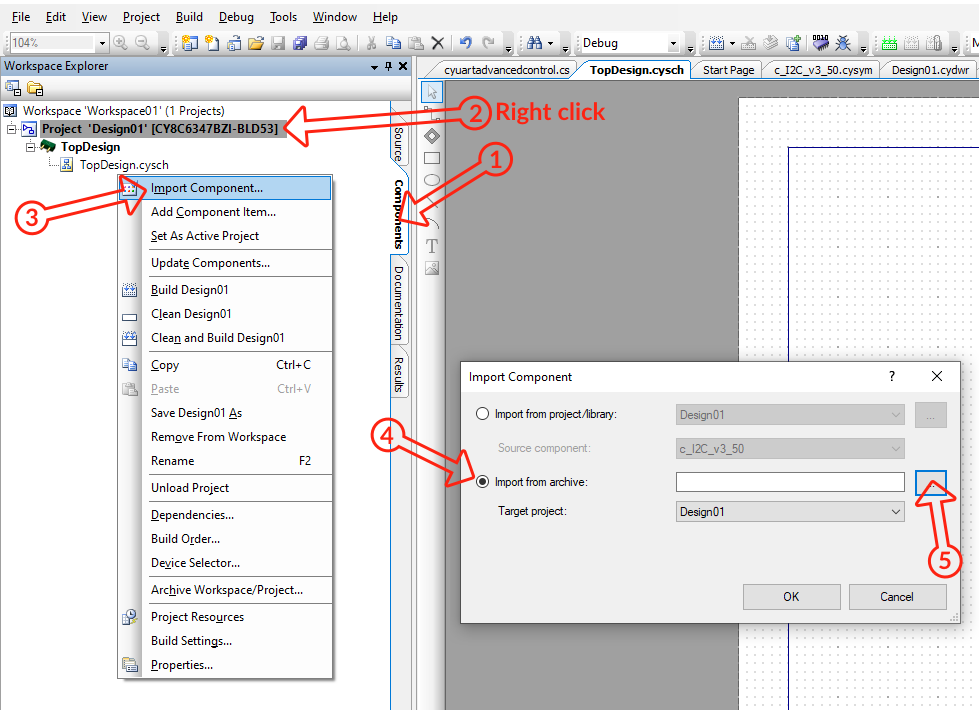 File Edit View Project Build Debug Tools Window Help
104% Debug
Workspace Explorer
cyuartadvancedcontrol.cs TopDesign.cysch Start Page c_I2C_v3_50.cysym Design01.cydwr
Workspace 'Workspace01' (1 Projects)
Project 'Design01' [CY8C6347BZI-BLD53]
2 Right click
TopDesign
TopDesign.cysch
Source
1
Components
Documentation
Results
T
3
Import Component...
Add Component Item...
Set As Active Project
Update Components...
Build Design01
Clean Design01
Clean and Build Design01
Copy Ctrl+C
Paste Ctrl+V
Save Design01 As
Remove From Workspace
Rename F2
Unload Project
Dependencies...
Build Order...
Device Selector...
Archive Workspace/Project...
Project Resources
Build Settings...
Properties...
Import Component ?
Import from project/library: Design01 ...
Source component: c_I2C_v3_50
4
Import from archive:
Target project: Design01
5
OK Cancel